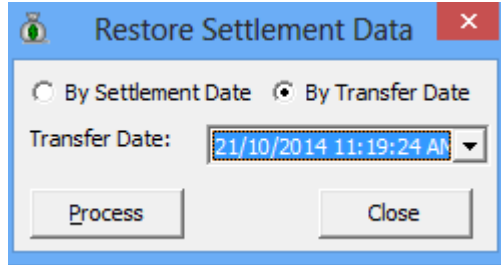 Restore Settlement Data
By Settlement Date By Transfer Date
Transfer Date: 21/10/2014 11:19:24 AM
Process Close